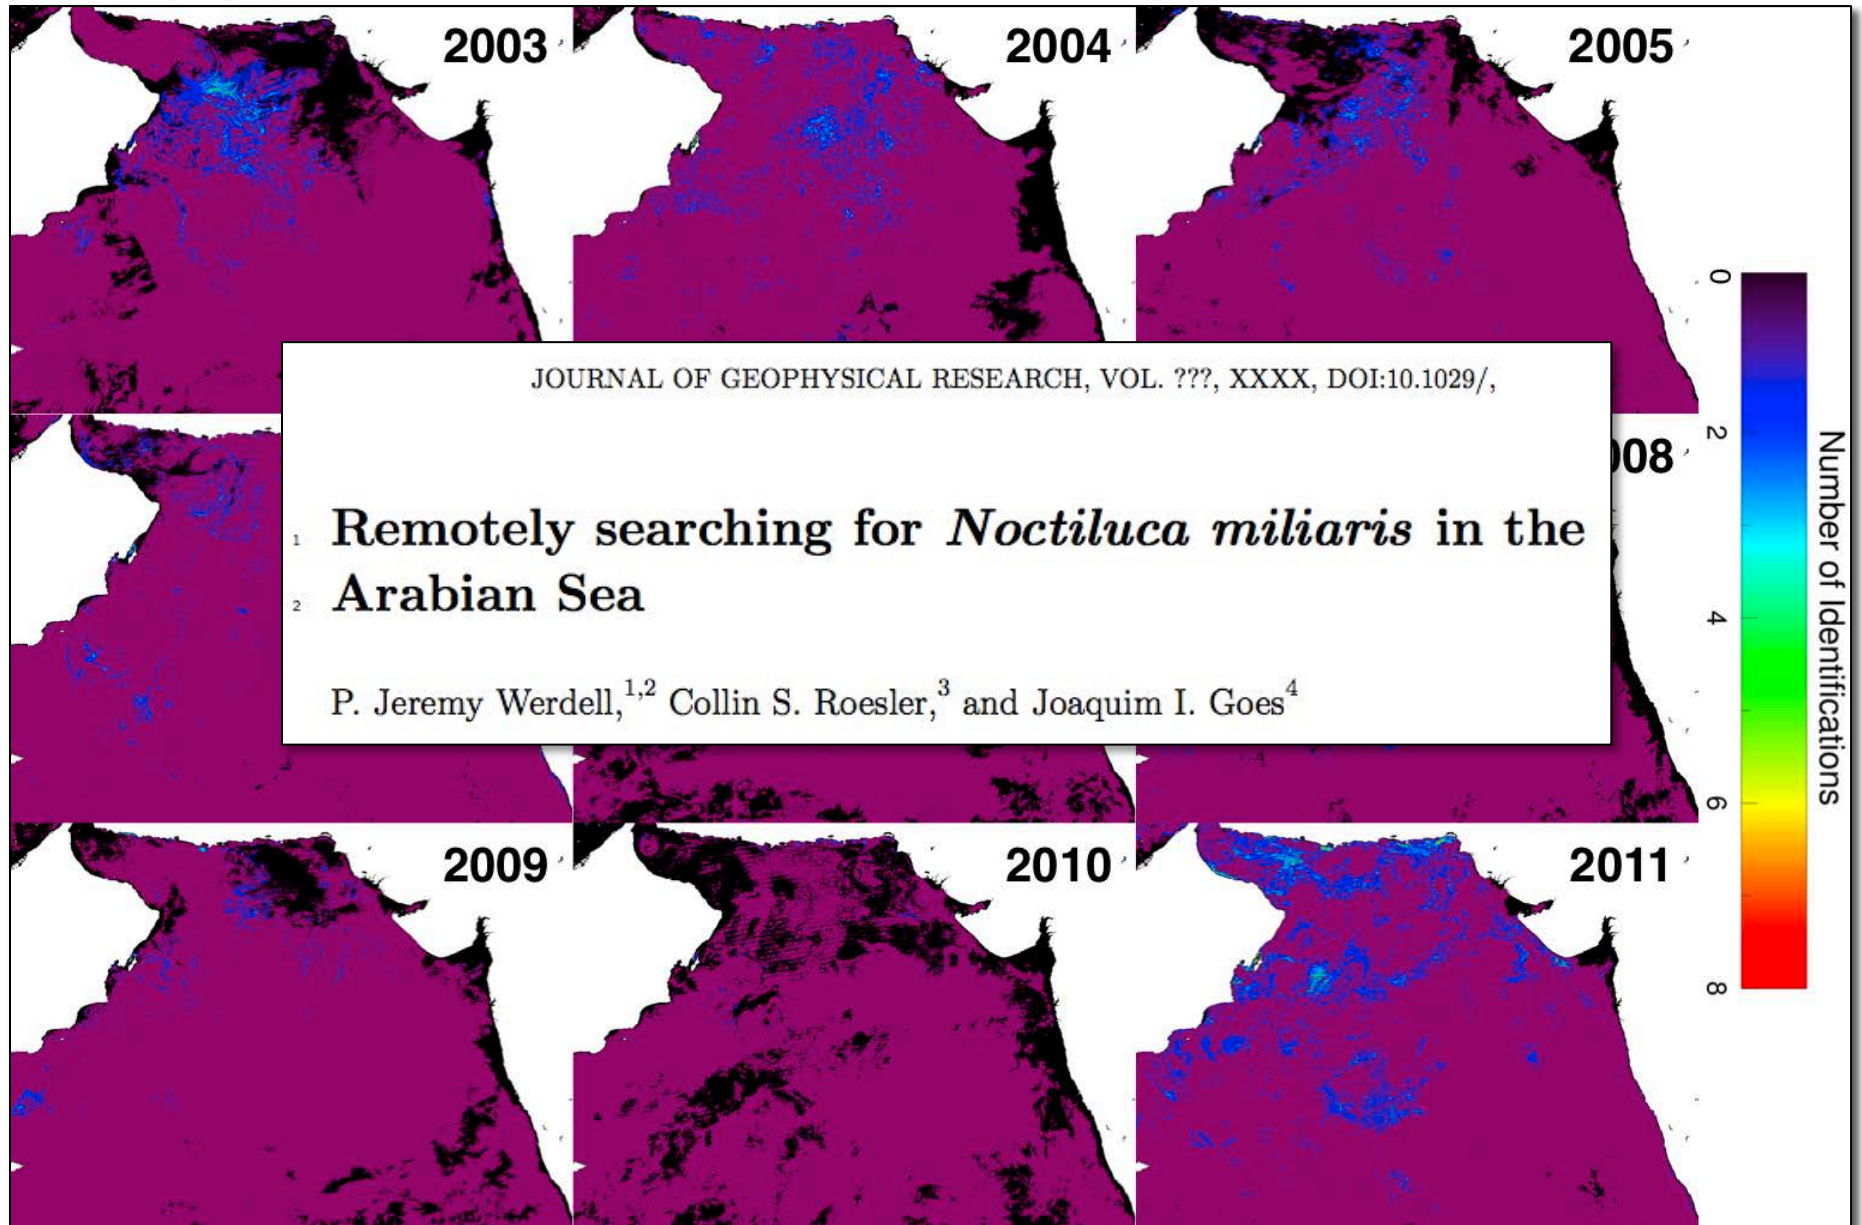 2003
2004
2005
JOURNAL OF GEOPHYSICAL RESEARCH, VOL. ???, XXXX, DOI:10.1029/,
1 Remotely searching for Noctiluca miliaris in the
2 Arabian Sea
P. Jeremy Werdell,1,2 Collin S. Roesler,3 and Joaquim I. Goes4
08
2009
2010
2011
0
2
4
6
8
Number of Identifications